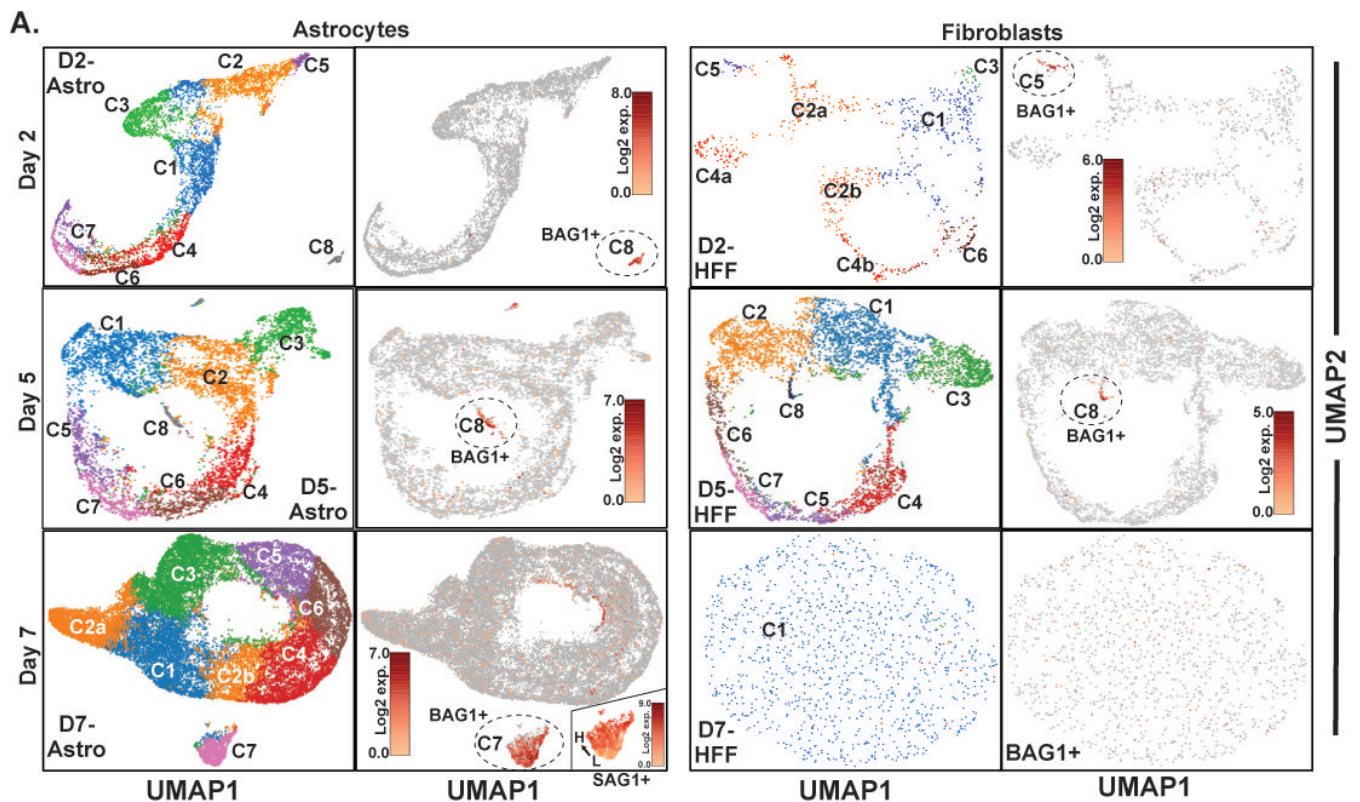 A.
Astrocytes
Fibroblasts
Day 2
D2-
Astro
C2
C5
C3
C1
C7
C4
C6
C8
8.0
Log2 exp.
0.0
BAG1+
C8
C5
C3
C2a
C1
C4a
C2b
C6
D2-
HFF
C4b
C5
BAG1+
6.0
Log2 exp.
0.0
Day 5
C1
C3
C2
C8
C5
C6
C7
C4
D5-
Astro
C8
BAG1+
7.0
Log2 exp.
0.0
C2
C1
C3
C8
C6
C7
C5
C4
D5-
HFF
C8
BAG1+
5.0
Log2 exp.
0.0
UMAP2
Day 7
C5
C3
C6
C2a
C4
C1
C2b
D7-
Astro
C7
7.0
Log2 exp.
0.0
BAG1+
C7
9.0
Log2 exp.
0.0
H
L
SAG1+
C1
D7-
HFF
BAG1+
UMAP1
UMAP1
UMAP1
UMAP1